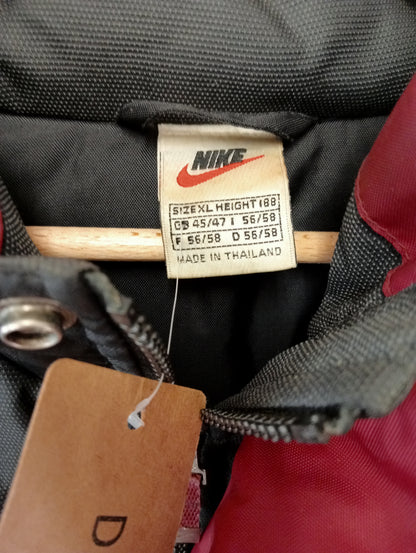 NIKE
SIZE XL HEIGHT 188
GB 45/47 I 56/58
F 56/58 D 56/58
MADE IN THAILAND
D